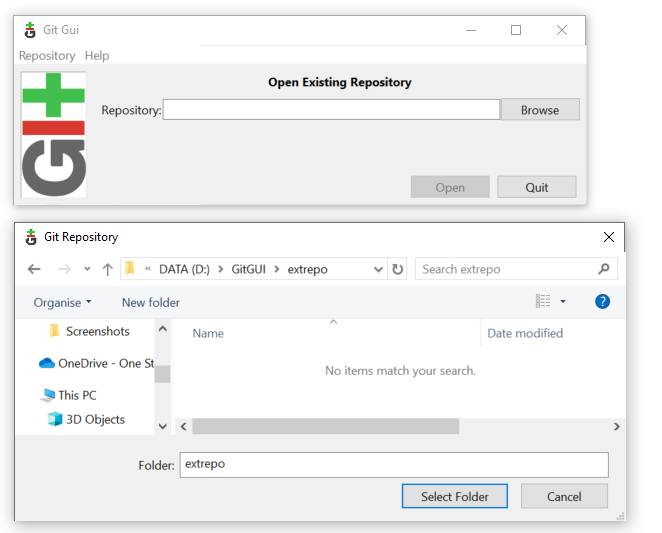 Git Gui
Repository Help
GIt
Open Existing Repository
Repository: Browse
Open Quit
Git Repository
« DATA (D:) > GitGUI > extrepo Search extrepo
Organise New folder
Screenshots Name Date modified
OneDrive - One St No items match your search.
This PC
3D Objects
Folder: extrepo
Select Folder Cancel